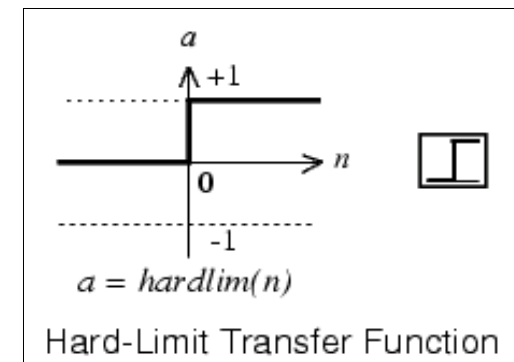 a
+1
n
0
-1
a = hardlim(n)
Hard-Limit Transfer Function